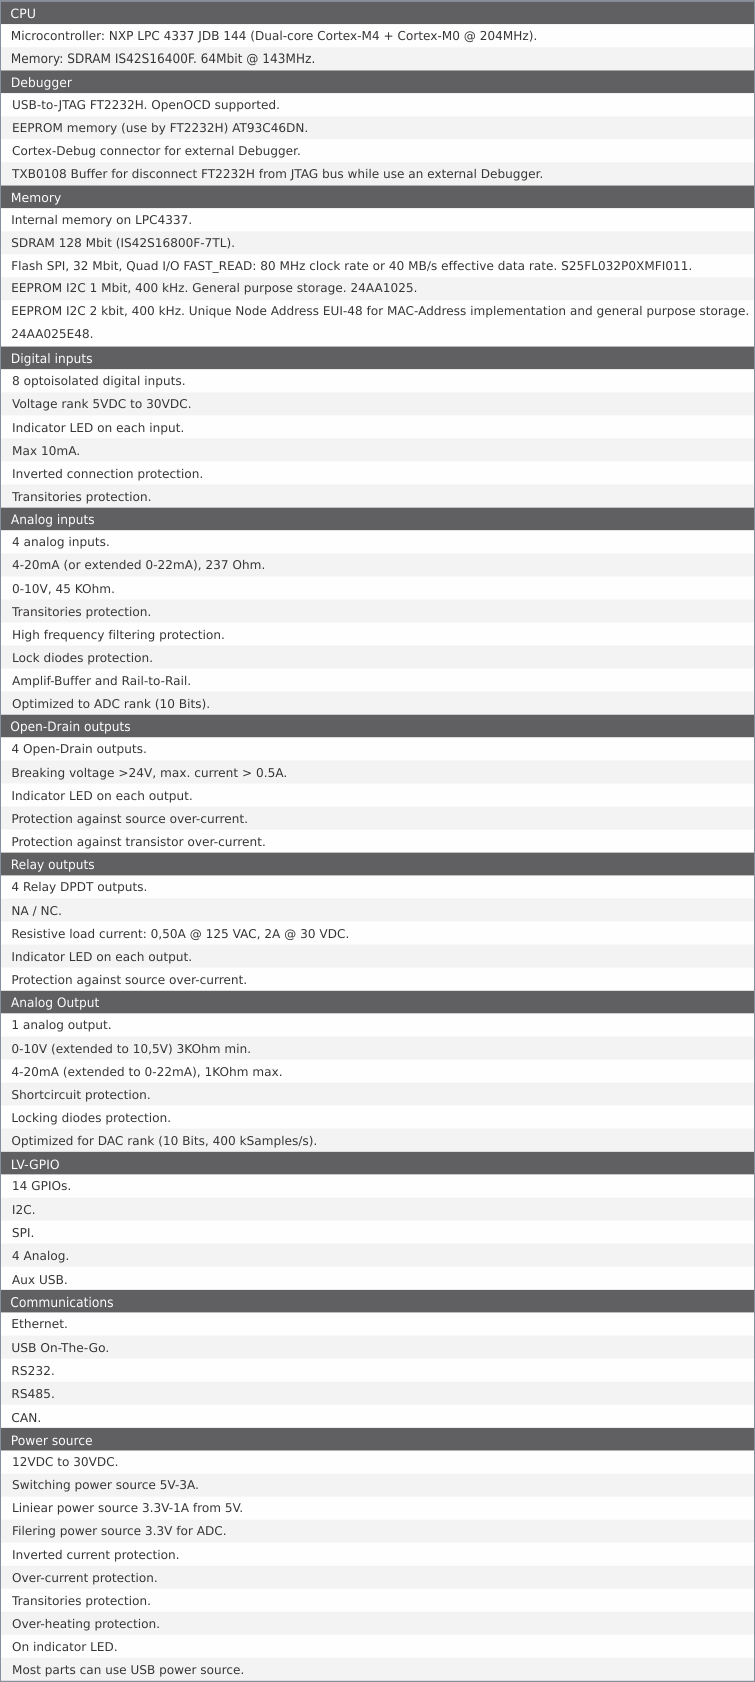 CPU
Microcontroller: NXP LPC 4337 JDB 144 (Dual-core Cortex-M4 + Cortex-M0 @ 204MHz).
Memory: SDRAM IS42S16400F. 64Mbit @ 143MHz.
Debugger
USB-to-JTAG FT2232H. OpenOCD supported.
EEPROM memory (use by FT2232H) AT93C46DN.
Cortex-Debug connector for external Debugger.
TXB0108 Buffer for disconnect FT2232H from JTAG bus while use an external Debugger.
Memory
Internal memory on LPC4337.
SDRAM 128 Mbit (IS42S16800F-7TL).
Flash SPI, 32 Mbit, Quad I/O FAST_READ: 80 MHz clock rate or 40 MB/s effective data rate. S25FL032P0XMFI011.
EEPROM I2C 1 Mbit, 400 kHz. General purpose storage. 24AA1025.
EEPROM I2C 2 kbit, 400 kHz. Unique Node Address EUI-48 for MAC-Address implementation and general purpose storage.
24AA025E48.
Digital inputs
8 optoisolated digital inputs.
Voltage rank 5VDC to 30VDC.
Indicator LED on each input.
Max 10mA.
Inverted connection protection.
Transitories protection.
Analog inputs
4 analog inputs.
4-20mA (or extended 0-22mA), 237 Ohm.
0-10V, 45 KOhm.
Transitories protection.
High frequency filtering protection.
Lock diodes protection.
Amplif-Buffer and Rail-to-Rail.
Optimized to ADC rank (10 Bits).
Open-Drain outputs
4 Open-Drain outputs.
Breaking voltage >24V, max. current > 0.5A.
Indicator LED on each output.
Protection against source over-current.
Protection against transistor over-current.
Relay outputs
4 Relay DPDT outputs.
NA / NC.
Resistive load current: 0,50A @ 125 VAC, 2A @ 30 VDC.
Indicator LED on each output.
Protection against source over-current.
Analog Output
1 analog output.
0-10V (extended to 10,5V) 3KOhm min.
4-20mA (extended to 0-22mA), 1KOhm max.
Shortcircuit protection.
Locking diodes protection.
Optimized for DAC rank (10 Bits, 400 kSamples/s).
LV-GPIO
14 GPIOs.
I2C.
SPI.
4 Analog.
Aux USB.
Communications
Ethernet.
USB On-The-Go.
RS232.
RS485.
CAN.
Power source
12VDC to 30VDC.
Switching power source 5V-3A.
Liniear power source 3.3V-1A from 5V.
Filering power source 3.3V for ADC.
Inverted current protection.
Over-current protection.
Transitories protection.
Over-heating protection.
On indicator LED.
Most parts can use USB power source.